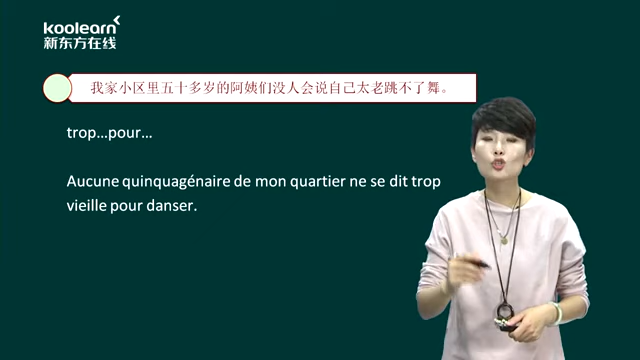 koolearn
新东方在线
我家小区里五十多岁的阿姨们没人会说自己太老跳不了舞。
trop…pour…
Aucune quinquagénaire de mon quartier ne se dit trop
vieille pour danser.